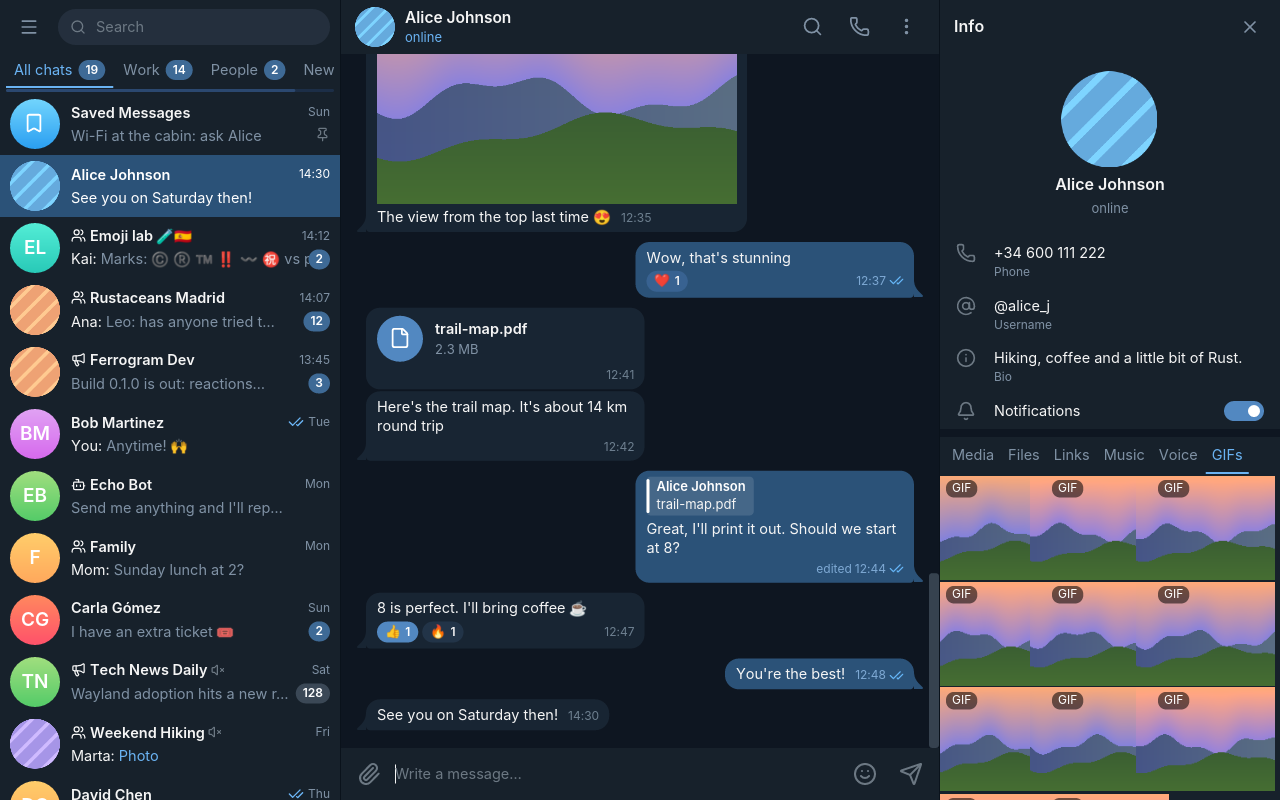 Search
All chats 19 Work 14 People 2 New
Saved Messages Sun
Wi-Fi at the cabin: ask Alice
Alice Johnson 14:30
See you on Saturday then!
EL
Emoji lab 🧪🇪🇸 14:12
Kai: Marks: ©️ ®️ ™️ ‼️ 〰️ ㊗️ vs p 2
Rustaceans Madrid 14:07
Ana: Leo: has anyone tried t... 12
Ferrogram Dev 13:45
Build 0.1.0 is out: reactions... 3
BM
Bob Martinez Tue
You: Anytime! 🙌
EB
Echo Bot Mon
Send me anything and I'll rep...
F
Family Mon
Mom: Sunday lunch at 2?
CG
Carla Gómez Sun
I have an extra ticket 🎟️ 2
TN
Tech News Daily Sat
Wayland adoption hits a new r... 128
Weekend Hiking Fri
Marta: Photo
David Chen Thu
Alice Johnson
online
The view from the top last time 😍 12:35
Wow, that's stunning
❤️ 1 12:37
trail-map.pdf
2.3 MB
12:41
Here's the trail map. It's about 14 km
round trip
12:42
Alice Johnson
trail-map.pdf
Great, I'll print it out. Should we start
at 8?
edited 12:44
8 is perfect. I'll bring coffee ☕
👍 1 🔥 1 12:47
You're the best! 12:48
See you on Saturday then! 14:30
Write a message...
Info
Alice Johnson
online
+34 600 111 222
Phone
@alice_j
Username
Hiking, coffee and a little bit of Rust.
Bio
Notifications
Media Files Links Music Voice GIFs
GIF GIF GIF
GIF GIF GIF
GIF GIF GIF